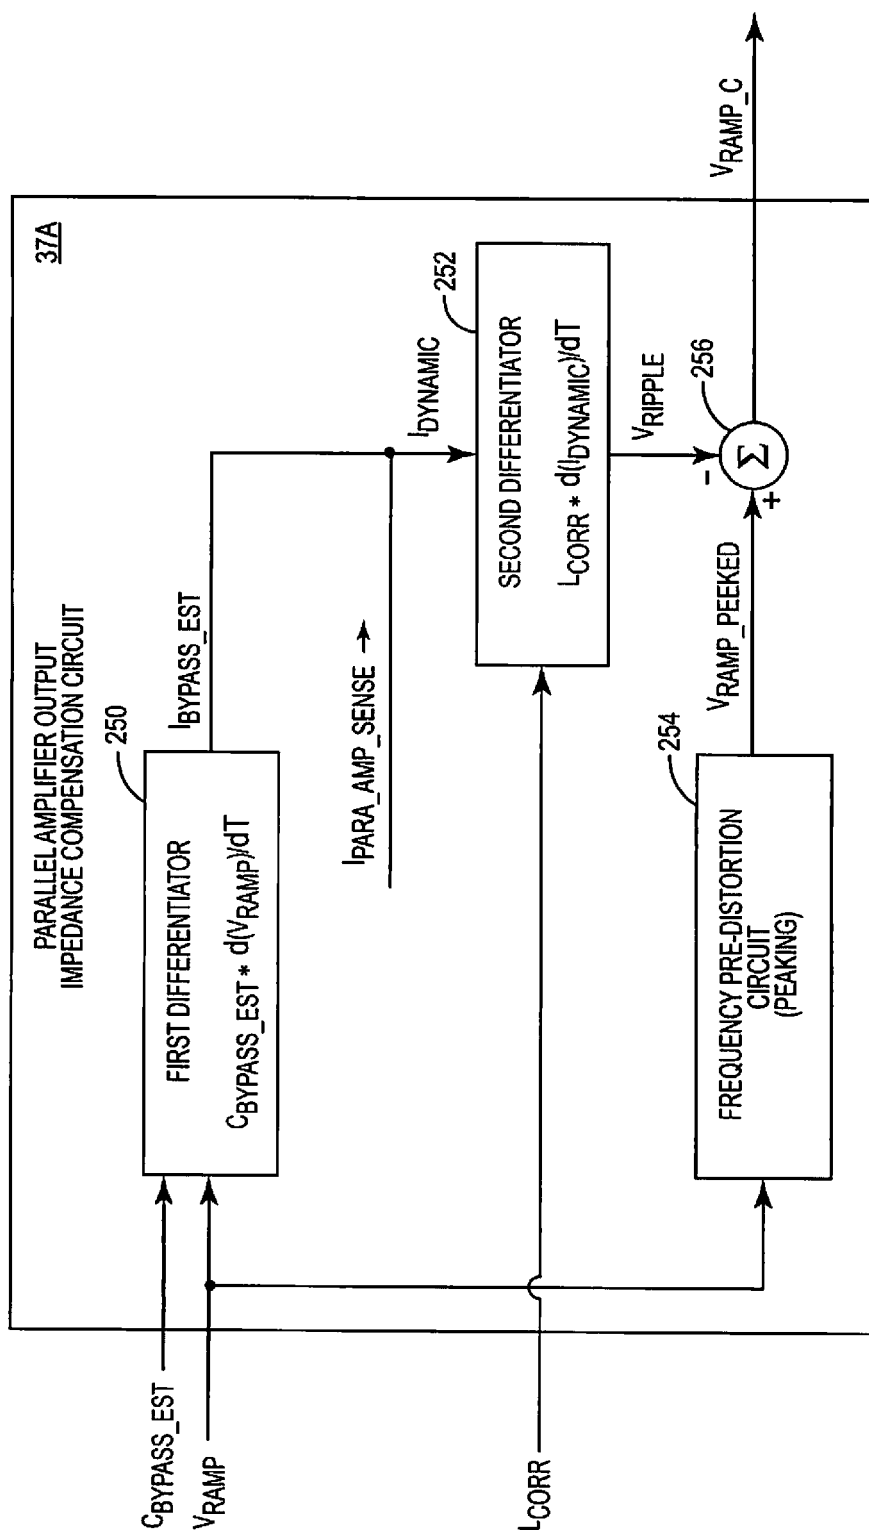 37A
PARALLEL AMPLIFIER OUTPUT
IMPEDANCE COMPENSATION CIRCUIT
250
CBYPASS_EST
VRAMP
FIRST DIFFERENTIATOR
CBYPASS_EST * d(VRAMP)/dT
IBYPASS_EST
IPARA_AMP_SENSE →
IDYNAMIC
252
LCORR
SECOND DIFFERENTIATOR
LCORR * d(IDYNAMIC)/dT
VRIPPLE
254
FREQUENCY PRE-DISTORTION
CIRCUIT
(PEAKING)
VRAMP_PEEKED
256
-
+
Σ
VRAMP_C